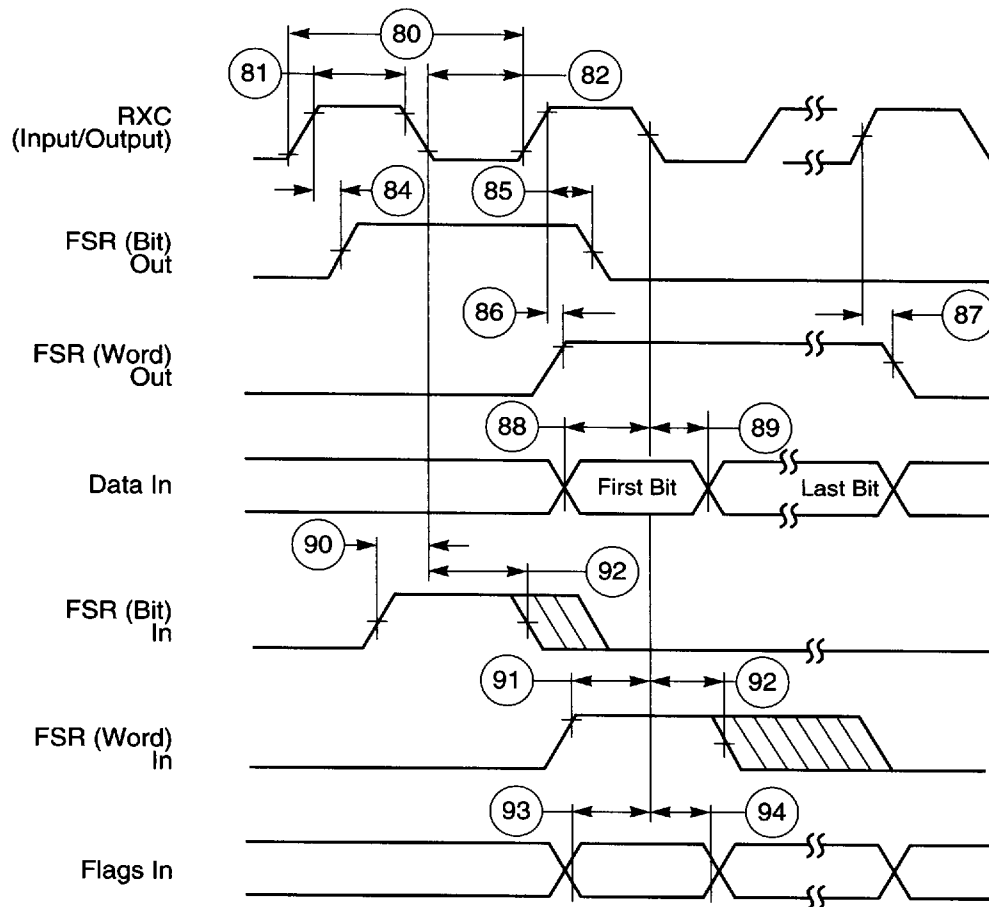 80
81
82
RXC
(Input/Output)
84
85
FSR (Bit)
Out
86
87
FSR (Word)
Out
88
89
Data In
First Bit
Last Bit
90
92
FSR (Bit)
In
91
92
FSR (Word)
In
93
94
Flags In